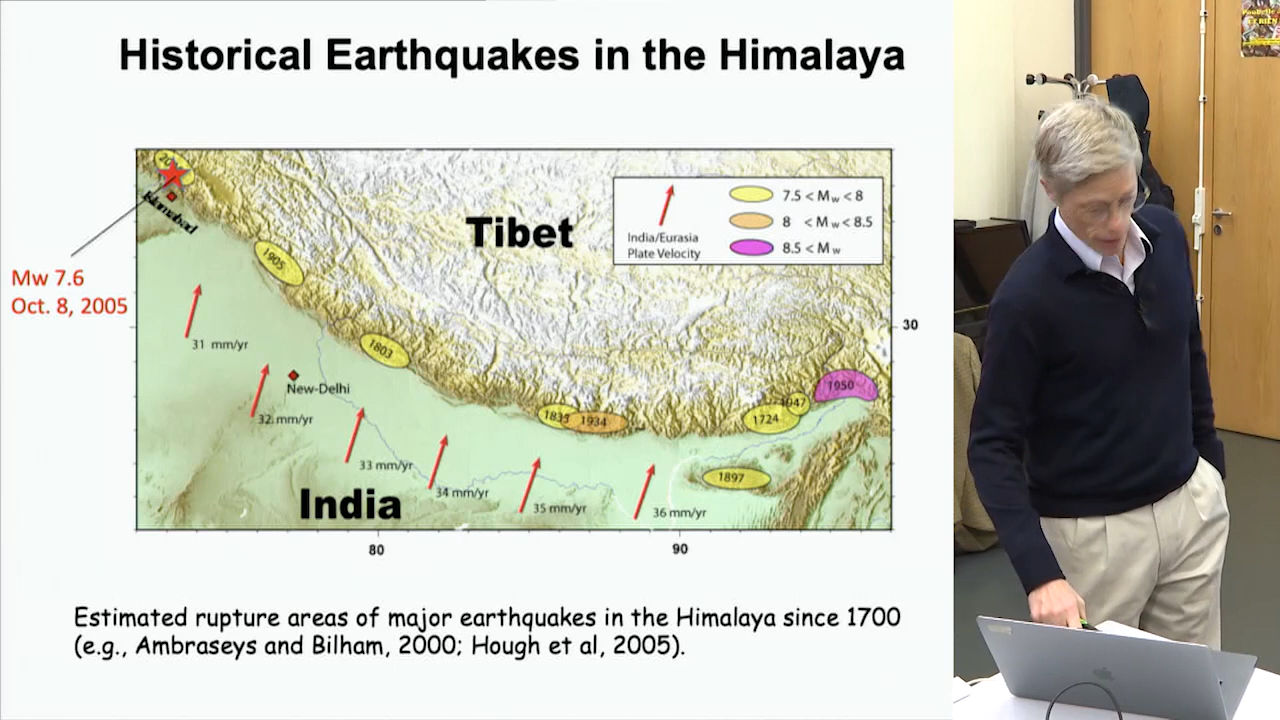 Historical Earthquakes in the Himalaya
Islamabad
Mw 7.6
Oct. 8, 2005
1905
Tibet
India/Eurasia
Plate Velocity
7.5 < Mw < 8
8 < Mw < 8.5
8.5 < Mw
30
31 mm/yr
1803
New-Delhi
32 mm/yr
1833
1934
1724
1947
1950
33 mm/yr
34 mm/yr
35 mm/yr
36 mm/yr
1897
India
80
90
Estimated rupture areas of major earthquakes in the Himalaya since 1700
(e.g., Ambraseys and Bilham, 2000; Hough et al, 2005).